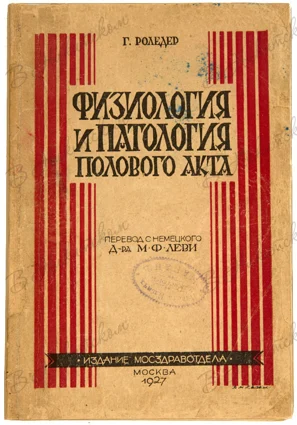 Г. РОЛЕДЕР
ФИЗИОЛОГИЯ
И ПАТОЛОГИЯ
ПОЛОВОГО АКТА
ПЕРЕВОД С НЕМЕЦКОГО
Д-РА М·Ф·ЛЕВИ
·ИЗДАНИЕ МОСЗДРАВОТДЕЛА·
МОСКВА
1927